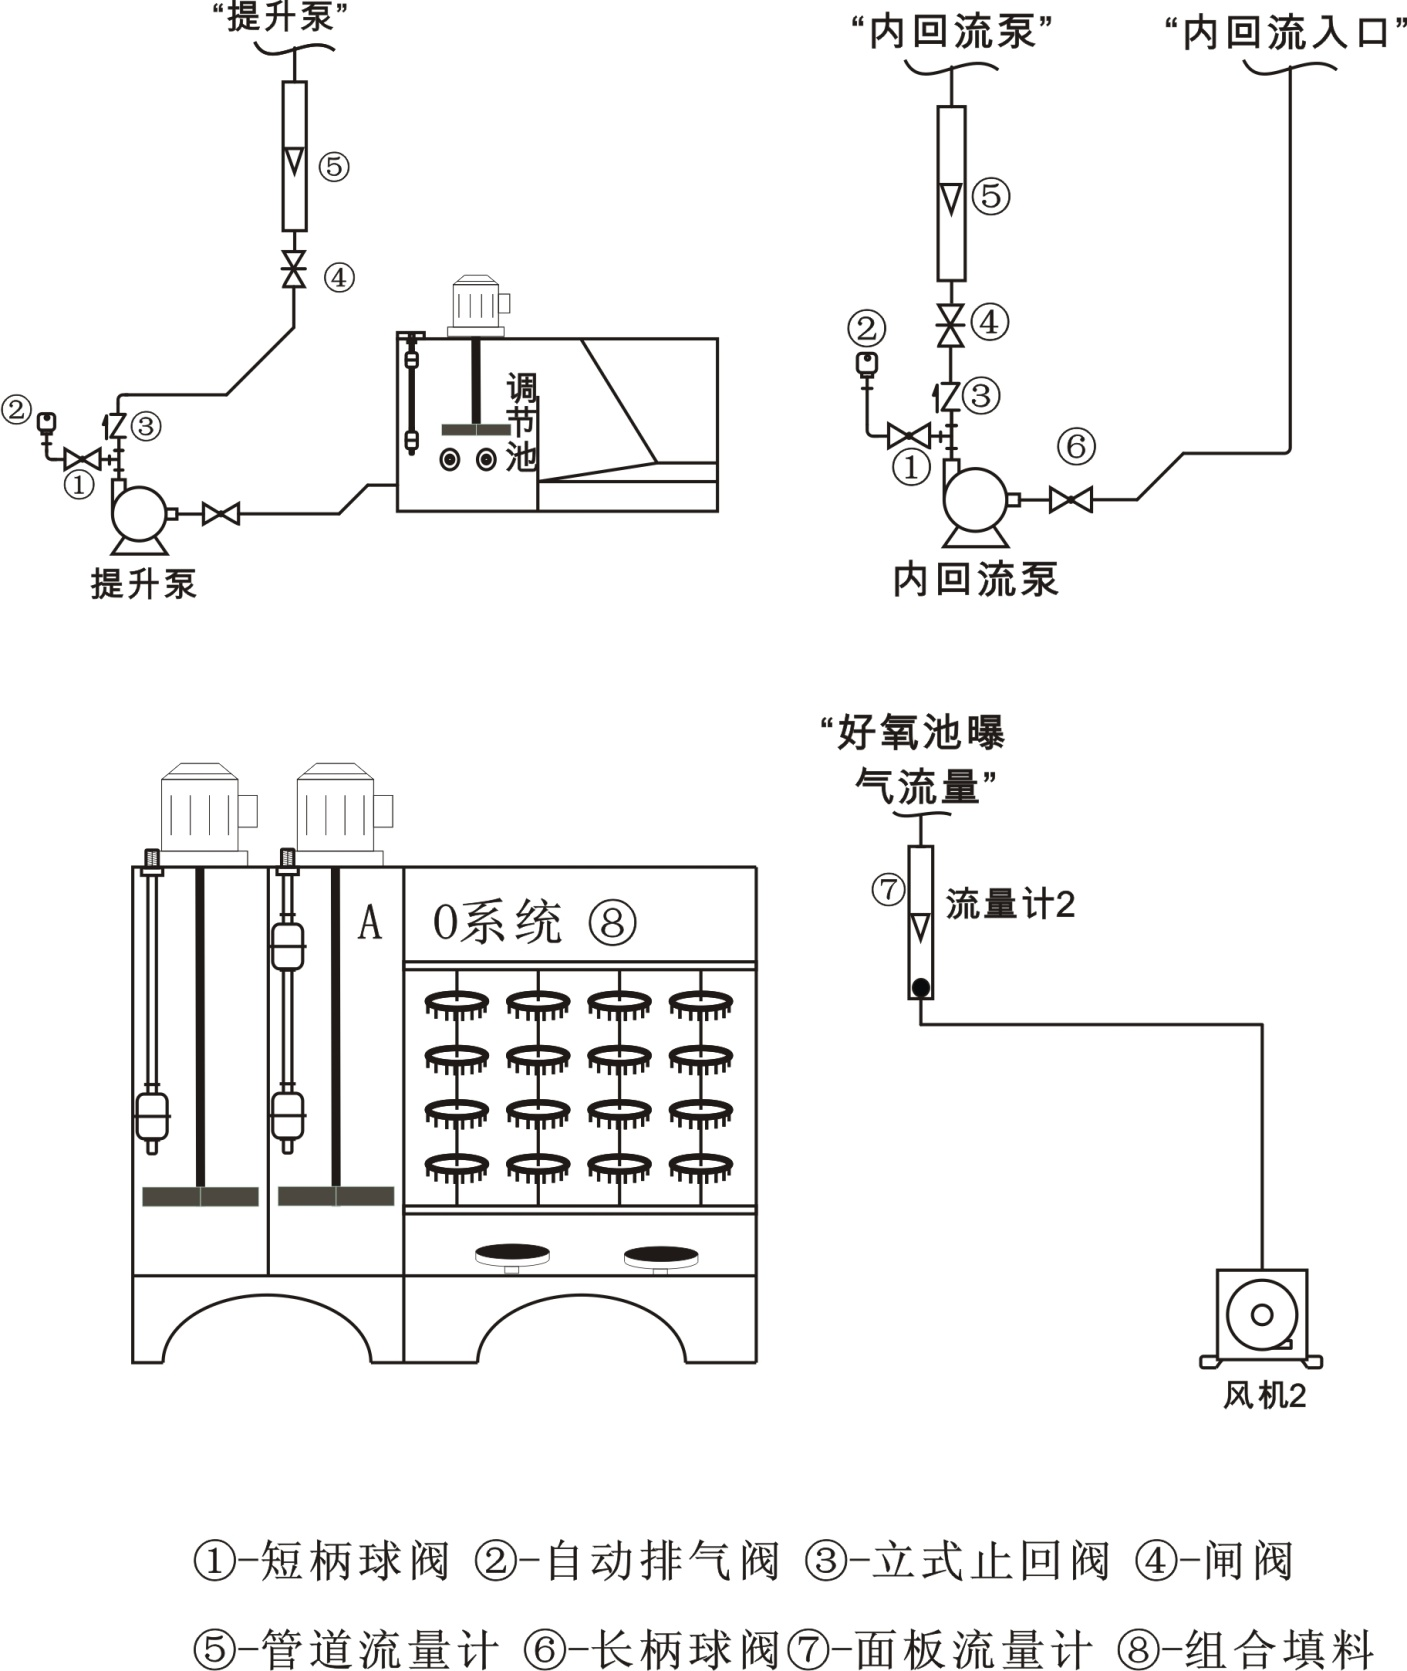 “提升泵”
“内回流泵”
“内回流入口”
⑤
⑤
④
②
④
调节池
②
③
③
①
①
⑥
提升泵
内回流泵
“好氧池曝
气流量”
⑦
流量计2
A
O系统 ⑧
风机2
①-短柄球阀 ②-自动排气阀 ③-立式止回阀 ④-闸阀
⑤-管道流量计 ⑥-长柄球阀⑦-面板流量计 ⑧-组合填料